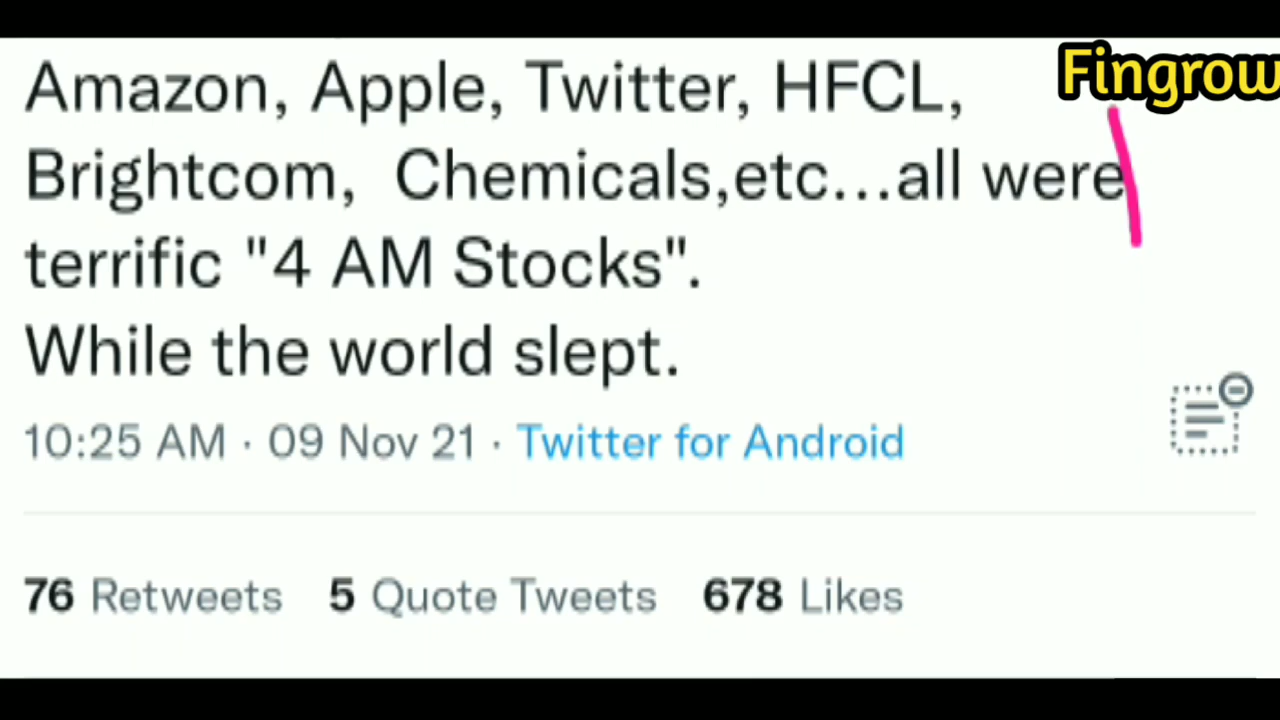 Fingrow
Amazon, Apple, Twitter, HFCL,
Brightcom, Chemicals,etc...all were
terrific "4 AM Stocks".
While the world slept.
10:25 AM · 09 Nov 21 · Twitter for Android
76 Retweets 5 Quote Tweets 678 Likes